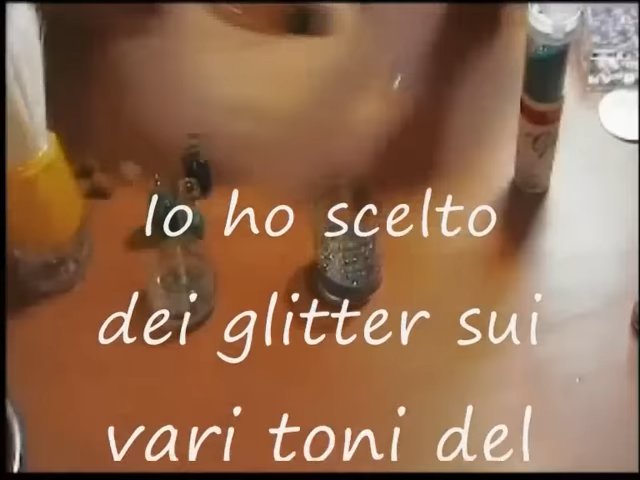 Io ho scelto
dei glitter sui
vari toni del